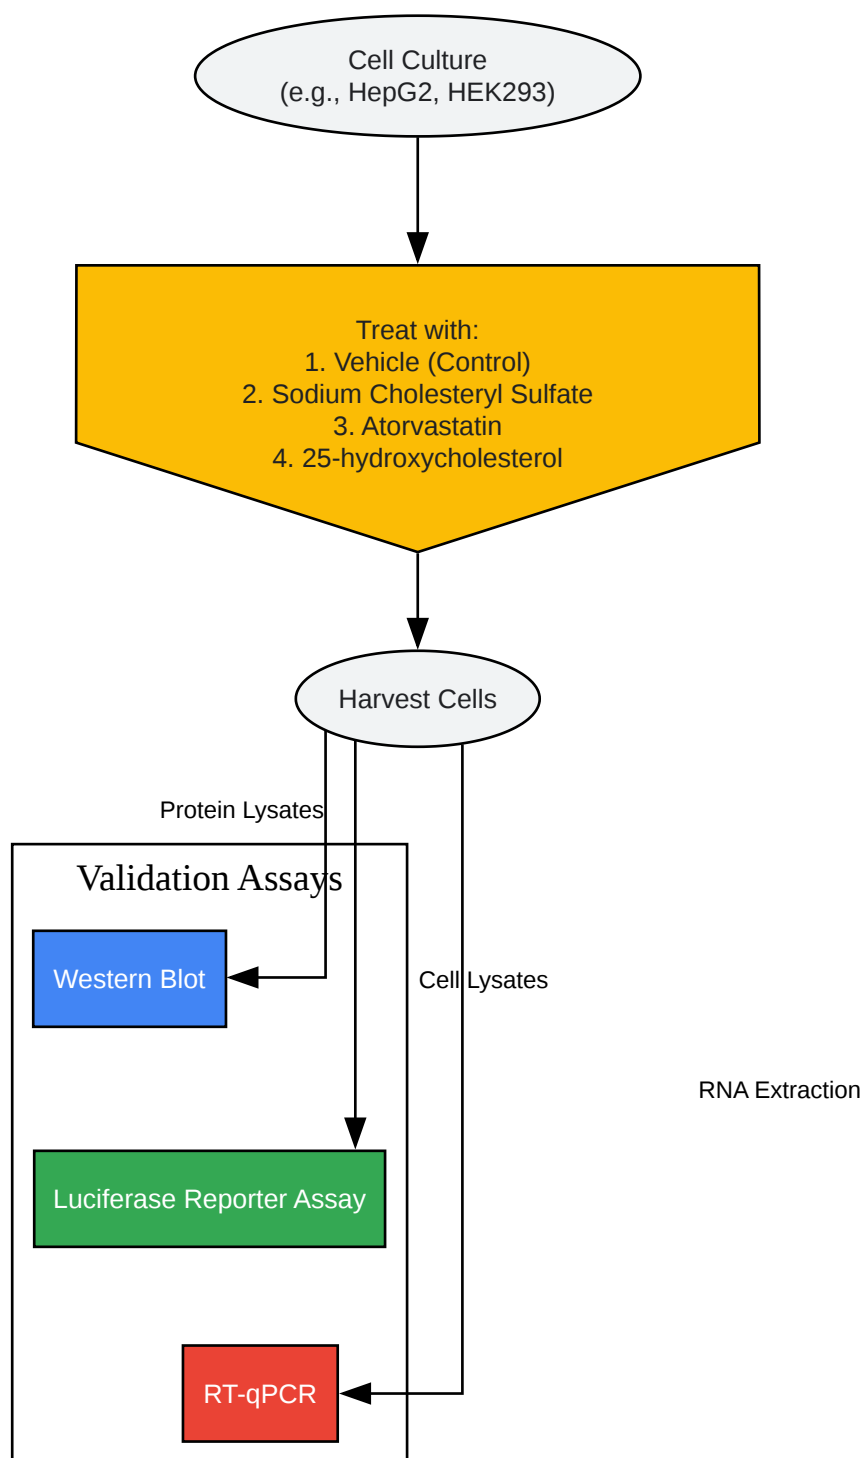 Cell Culture
(e.g., HepG2, HEK293)
Treat with:
1. Vehicle (Control)
2. Sodium Cholesteryl Sulfate
3. Atorvastatin
4. 25-hydroxycholesterol
Harvest Cells
Protein Lysates
Validation Assays
Western Blot
Cell Lysates
RNA Extraction
Luciferase Reporter Assay
RT-qPCR